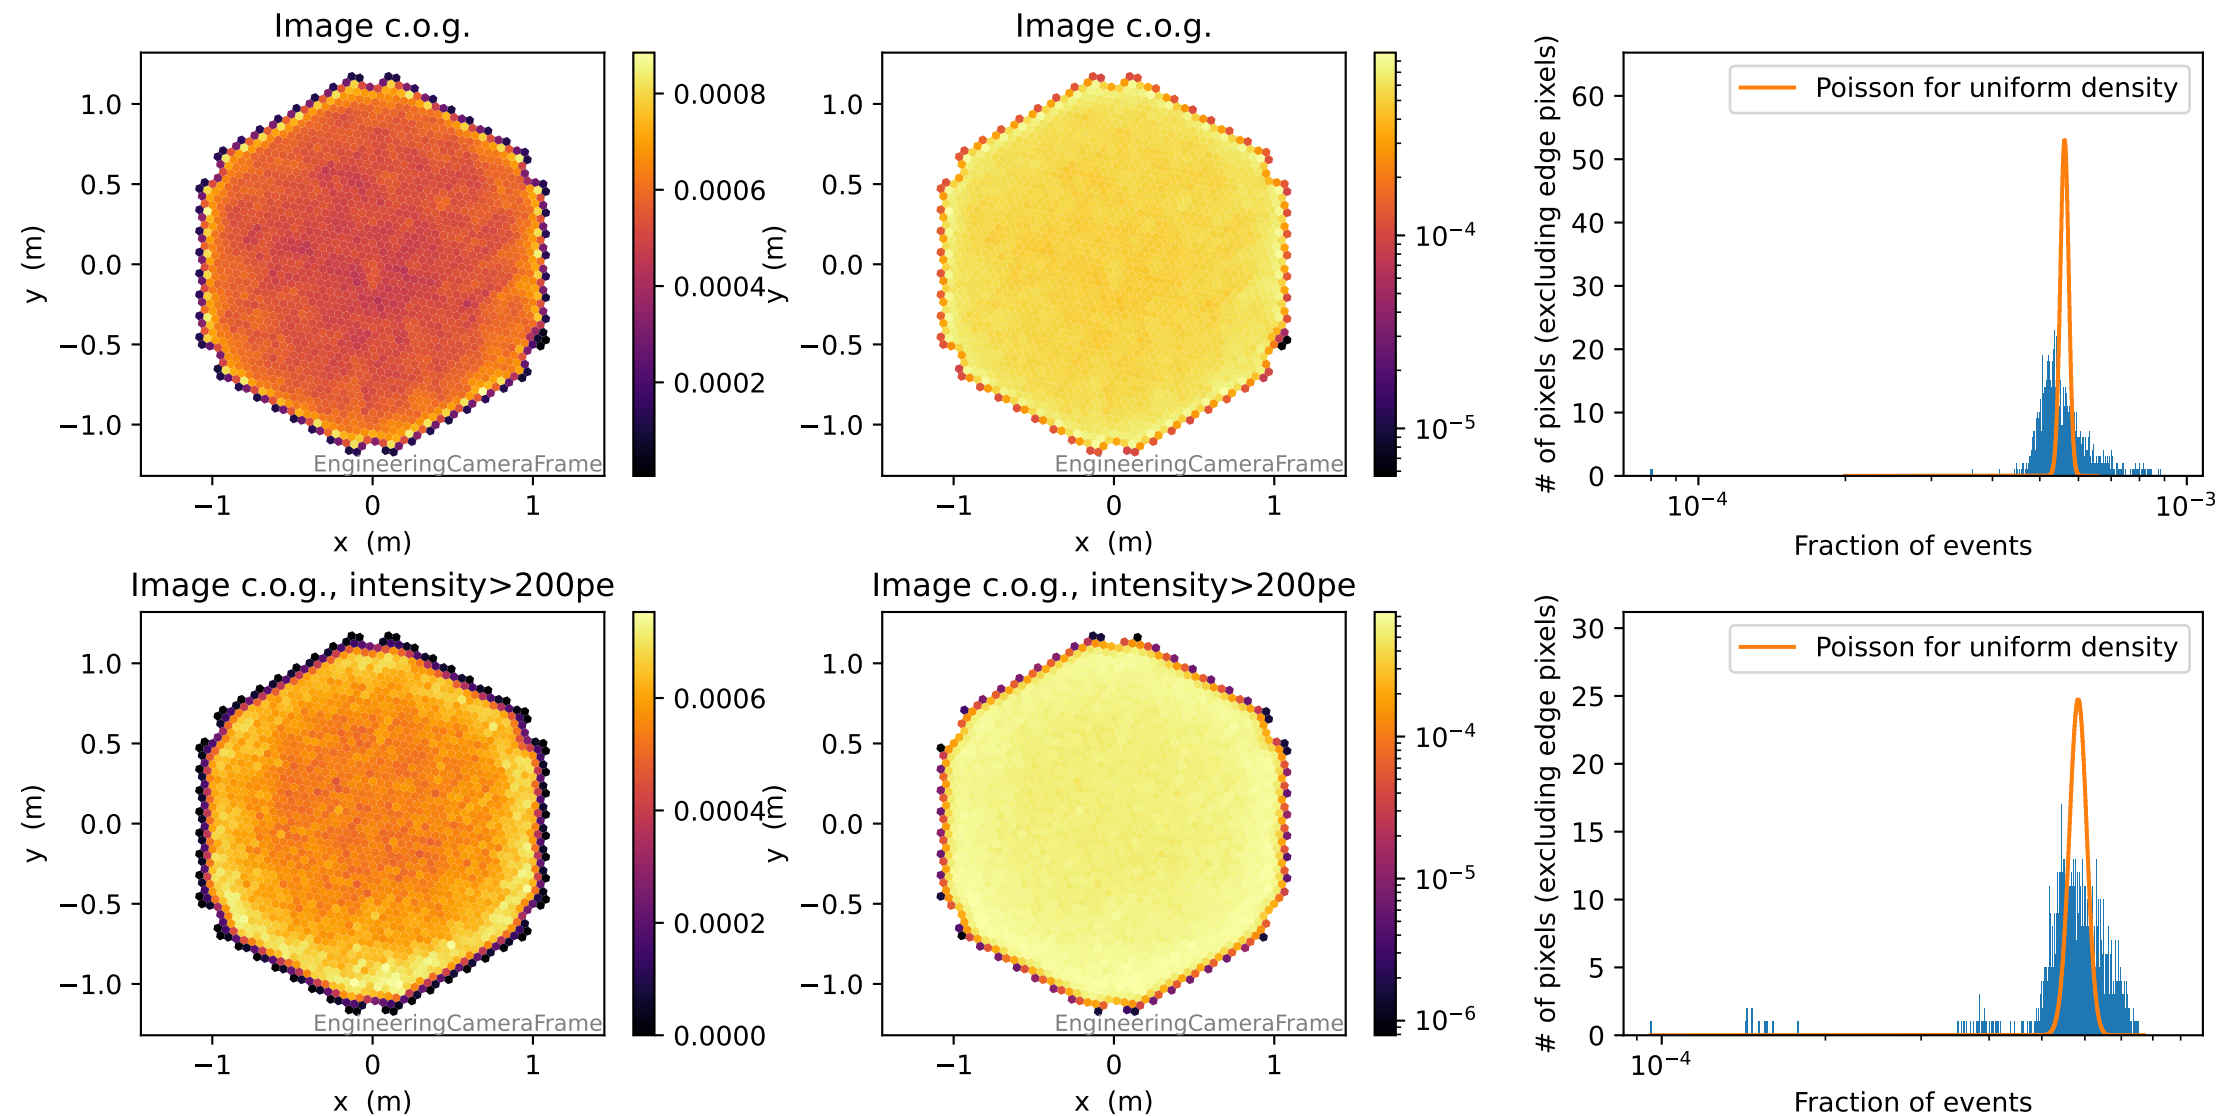 Image c.o.g.
1.0
0.5
0.0
−0.5
−1.0
y (m)
−1 0 1
x (m)
EngineeringCameraFrame
0.0008
0.0006
0.0004
0.0002
Image c.o.g.
1.0
0.5
0.0
−0.5
−1.0
y (m)
−1 0 1
x (m)
EngineeringCameraFrame
10⁻⁴
10⁻⁵
Poisson for uniform density
60
50
40
30
20
10
0
# of pixels (excluding edge pixels)
10⁻⁴ 10⁻³
Fraction of events
Image c.o.g., intensity>200pe
1.0
0.5
0.0
−0.5
−1.0
y (m)
−1 0 1
x (m)
EngineeringCameraFrame
0.0006
0.0004
0.0002
0.0000
Image c.o.g., intensity>200pe
1.0
0.5
0.0
−0.5
−1.0
y (m)
−1 0 1
x (m)
EngineeringCameraFrame
10⁻⁴
10⁻⁵
10⁻⁶
Poisson for uniform density
30
25
20
15
10
5
0
# of pixels (excluding edge pixels)
10⁻⁴
Fraction of events